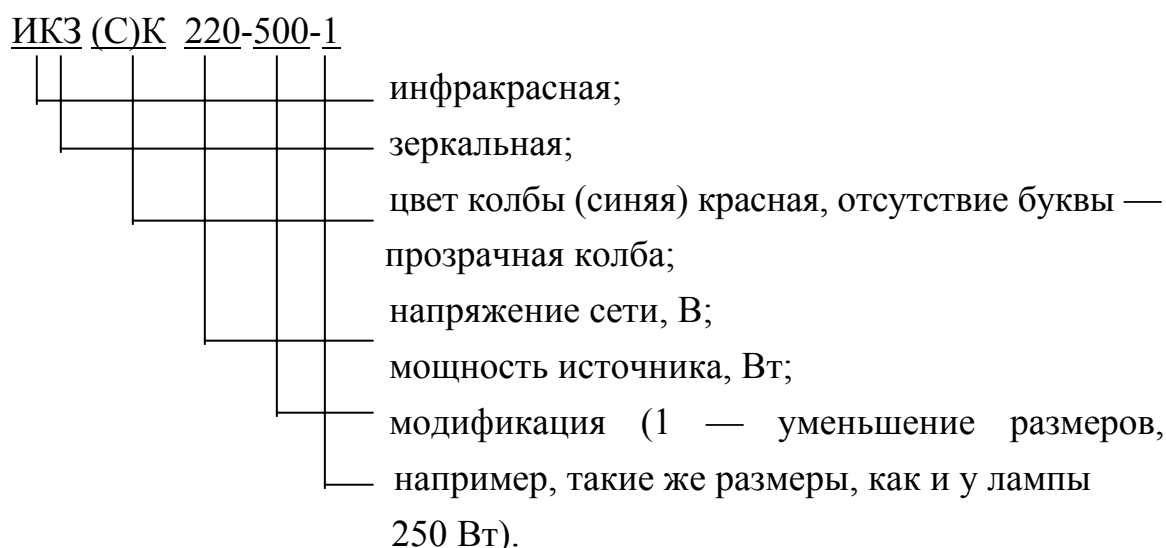 ИКЗ (С)К 220-500-1
инфракрасная;
зеркальная;
цвет колбы (синяя) красная, отсутствие буквы —
прозрачная колба;
напряжение сети, В;
мощность источника, Вт;
модификация (1 — уменьшение размеров,
например, такие же размеры, как и у лампы
250 Вт).